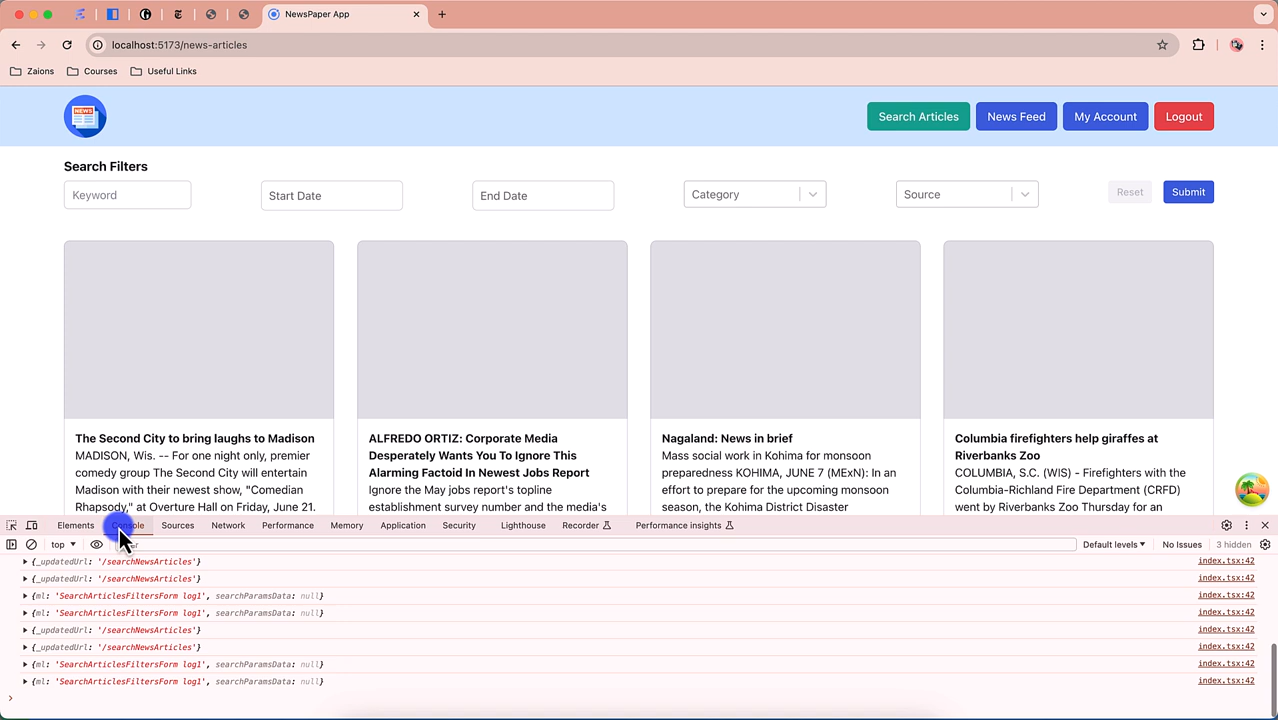 NewsPaper App
localhost:5173/news-articles
Zaions Courses Useful Links
NEWS
Search Articles News Feed My Account Logout
Search Filters
Keyword Start Date End Date Category Source Reset Submit
The Second City to bring laughs to Madison
MADISON, Wis. -- For one night only, premier
comedy group The Second City will entertain
Madison with their newest show, "Comedian
Rhapsody," at Overture Hall on Friday, June 21.
ALFREDO ORTIZ: Corporate Media
Desperately Wants You To Ignore This
Alarming Factoid In Newest Jobs Report
Ignore the May jobs report's topline
establishment survey number and the media's
Nagaland: News in brief
Mass social work in Kohima for monsoon
preparedness KOHIMA, JUNE 7 (MExN): In an
effort to prepare for the upcoming monsoon
season, the Kohima District Disaster
Columbia firefighters help giraffes at
Riverbanks Zoo
COLUMBIA, S.C. (WIS) - Firefighters with the
Columbia-Richland Fire Department (CRFD)
went by Riverbanks Zoo Thursday for an
Elements Console Sources Network Performance Memory Application Security Lighthouse Recorder Performance insights
top Default levels No Issues 3 hidden
{_updatedUrl: '/searchNewsArticles'} index.tsx:42
{_updatedUrl: '/searchNewsArticles'} index.tsx:42
{ml: 'SearchArticlesFiltersForm log1', searchParamsData: null} index.tsx:42
{ml: 'SearchArticlesFiltersForm log1', searchParamsData: null} index.tsx:42
{_updatedUrl: '/searchNewsArticles'} index.tsx:42
{_updatedUrl: '/searchNewsArticles'} index.tsx:42
{ml: 'SearchArticlesFiltersForm log1', searchParamsData: null} index.tsx:42
{ml: 'SearchArticlesFiltersForm log1', searchParamsData: null} index.tsx:42